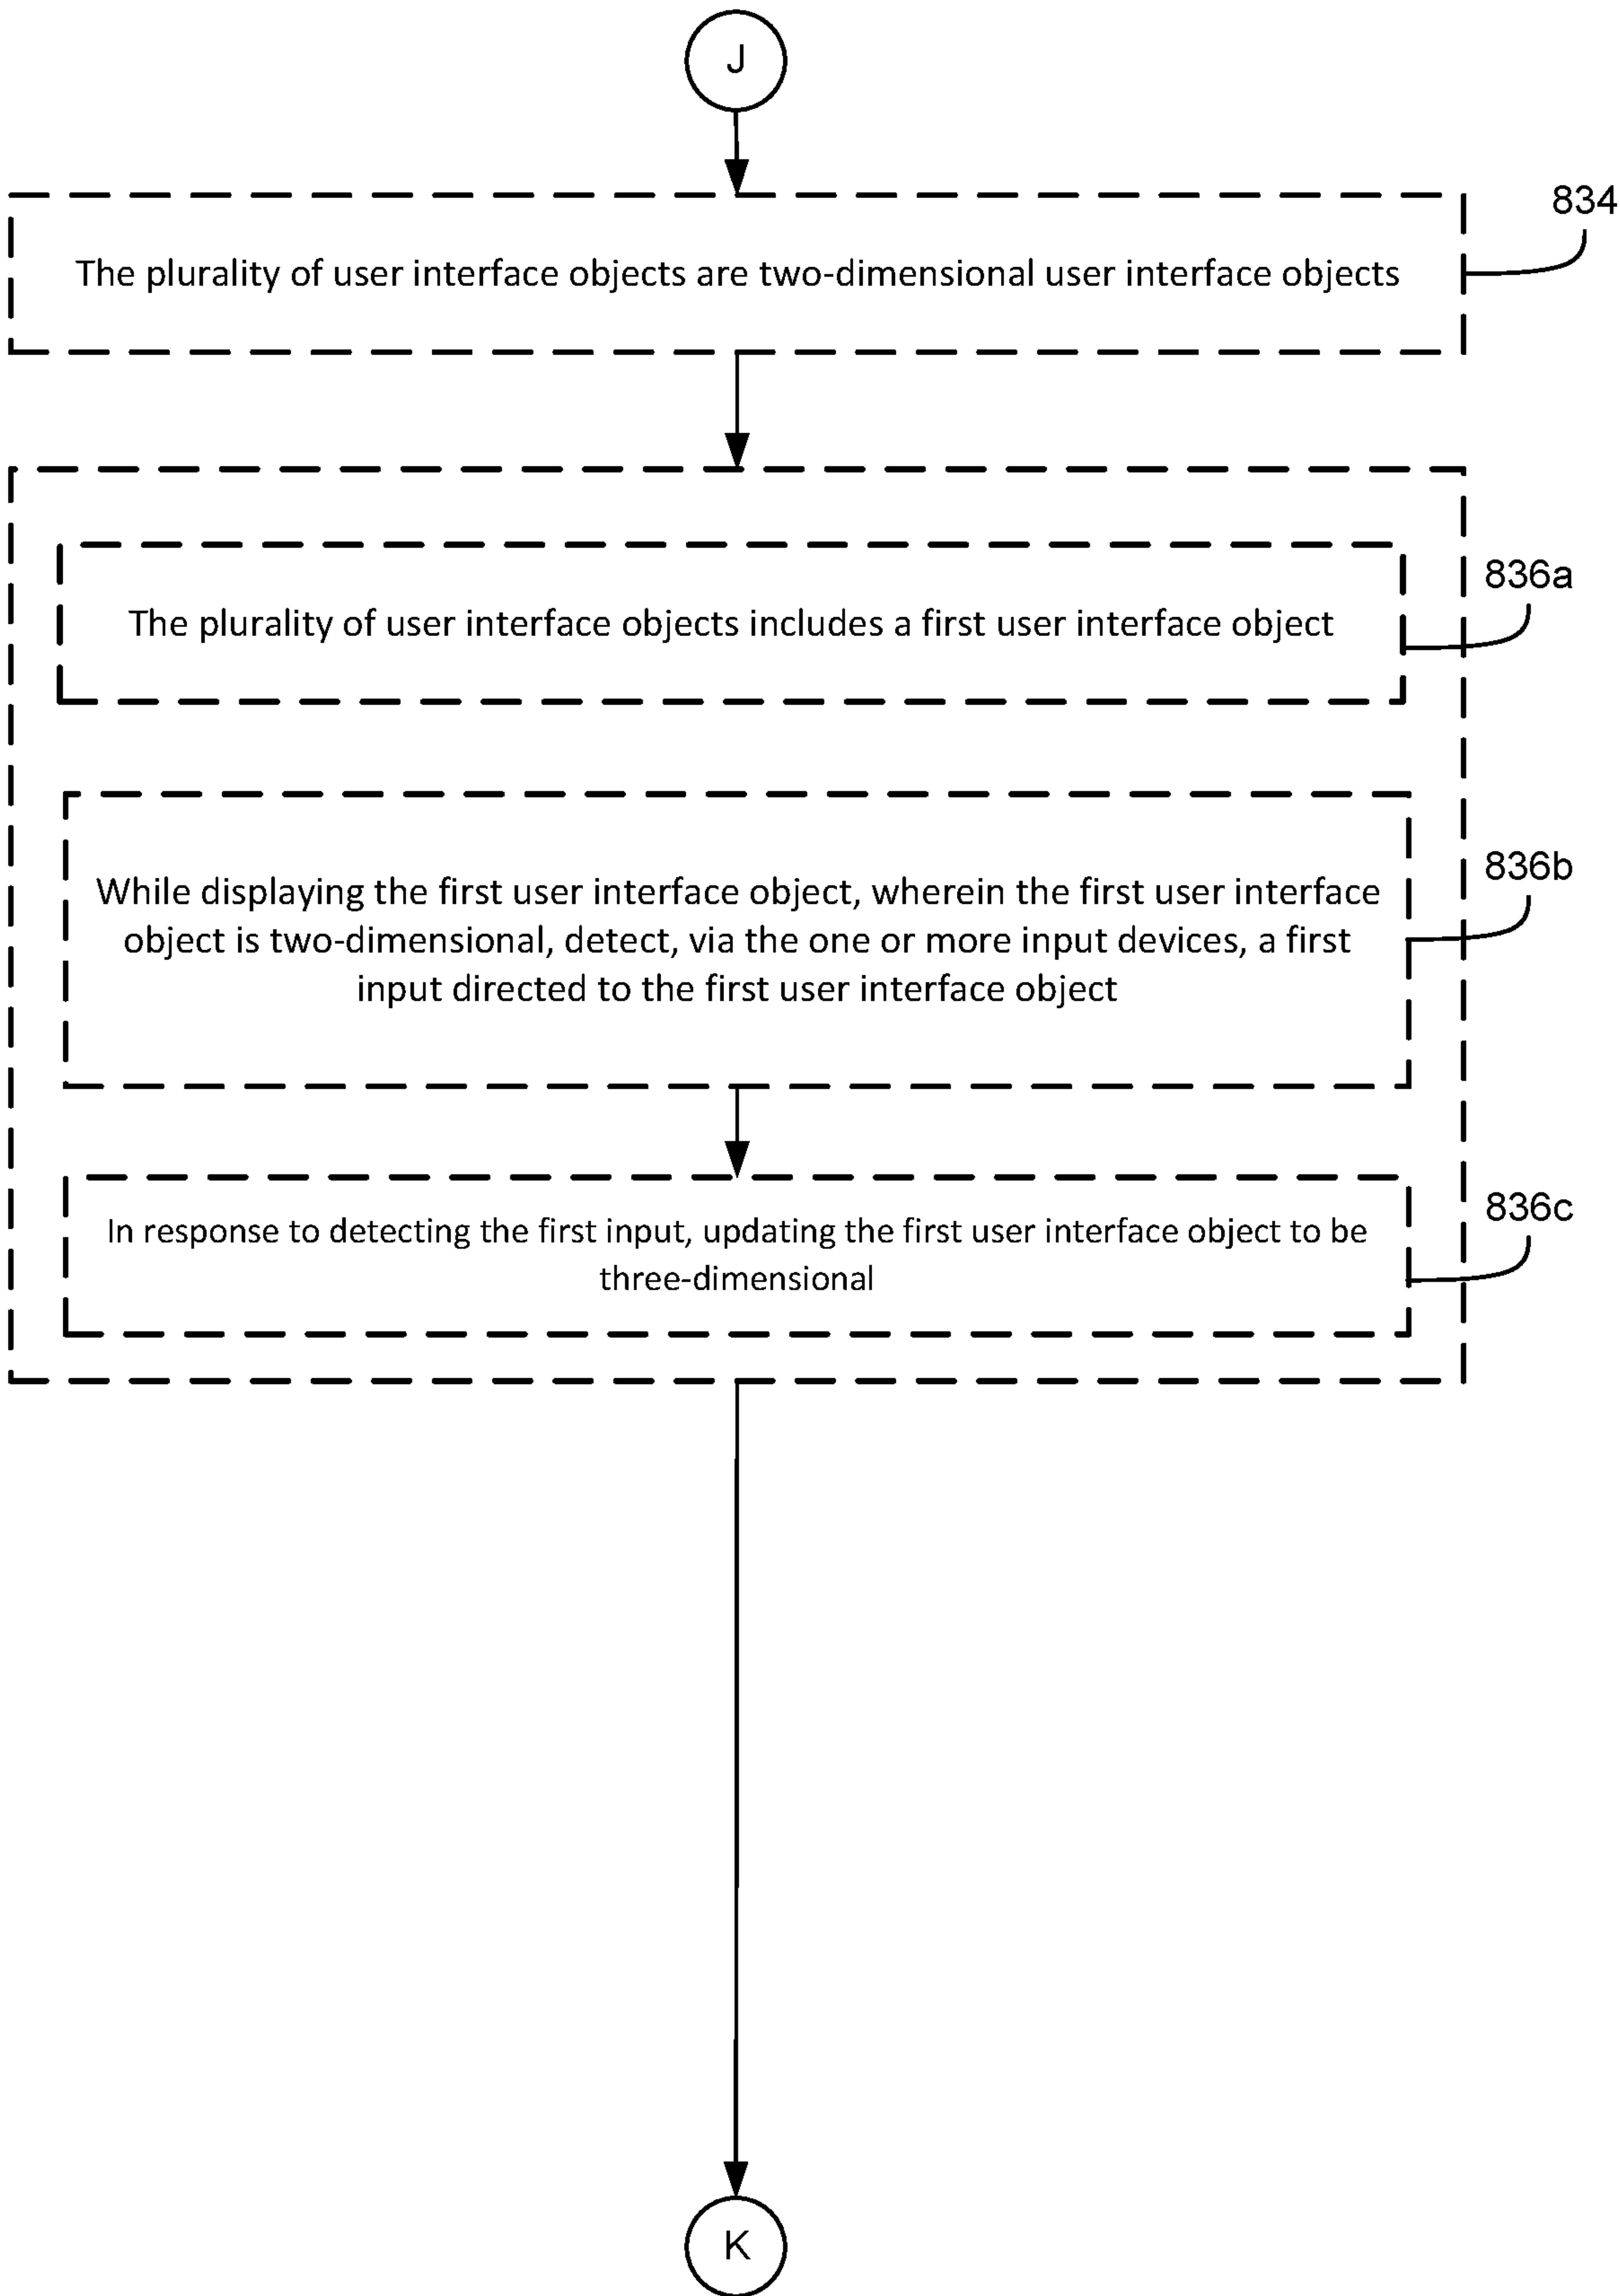 J
834
The plurality of user interface objects are two-dimensional user interface objects
836a
The plurality of user interface objects includes a first user interface object
836b
While displaying the first user interface object, wherein the first user interface
object is two-dimensional, detect, via the one or more input devices, a first
input directed to the first user interface object
836c
In response to detecting the first input, updating the first user interface object to be
three-dimensional
K